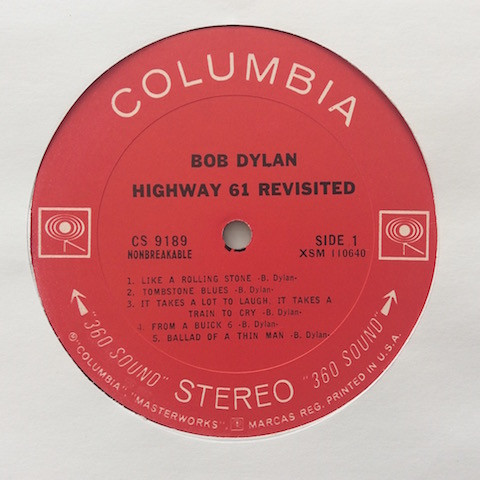 COLUMBIA
BOB DYLAN
HIGHWAY 61 REVISITED
CS 9189
NONBREAKABLE
SIDE 1
XSM 110640
1. LIKE A ROLLING STONE -B. Dylan-
2. TOMBSTONE BLUES -B. Dylan-
3. IT TAKES A LOT TO LAUGH, IT TAKES A
TRAIN TO CRY -B. Dylan-
4. FROM A BUICK 6 -B. Dylan-
5. BALLAD OF A THIN MAN -B. Dylan-
"360 SOUND" STEREO "360 SOUND"
® "COLUMBIA", "MASTERWORKS", MARCAS REG. PRINTED IN U.S.A.